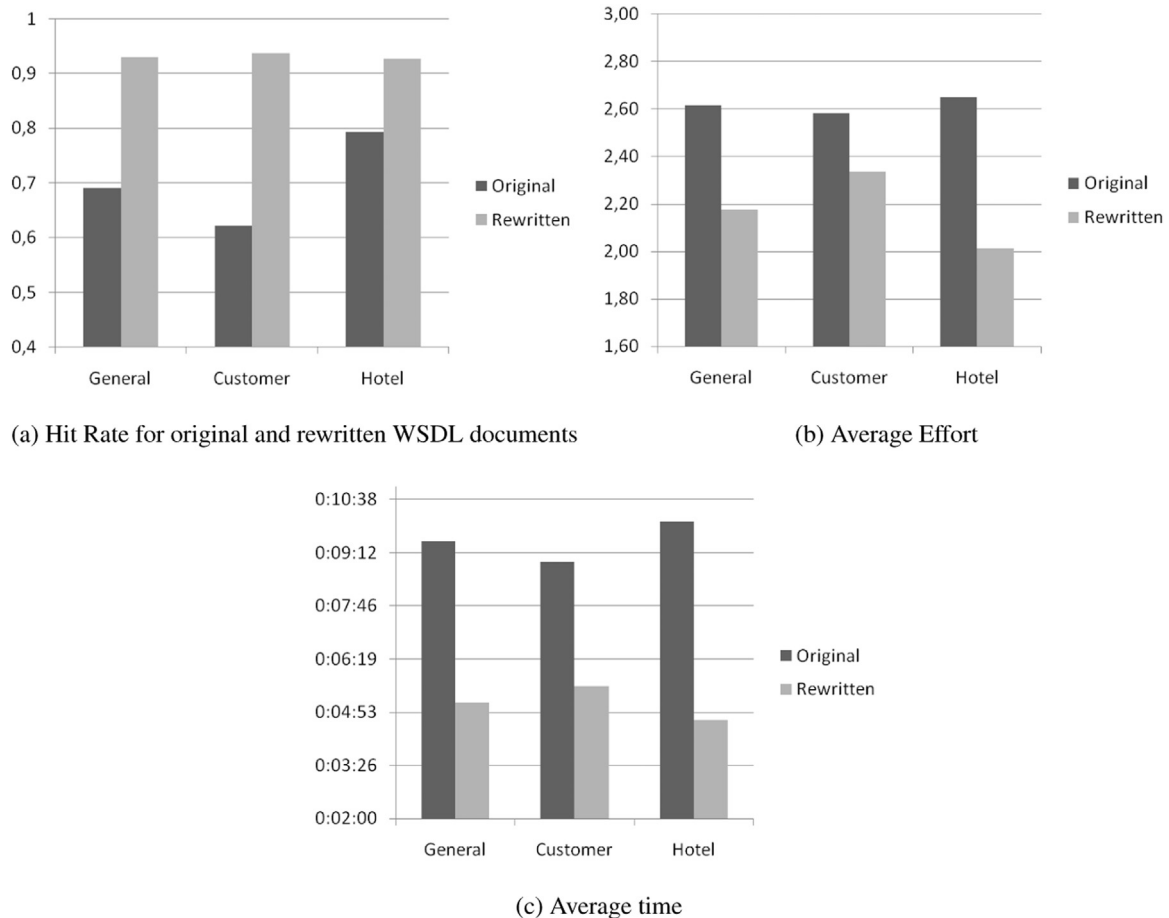 1
0,9
0,8
0,7
0,6
0,5
0,4
General Customer Hotel
Original
Rewritten
(a) Hit Rate for original and rewritten WSDL documents
3,00
2,80
2,60
2,40
2,20
2,00
1,80
1,60
General Customer Hotel
Original
Rewritten
(b) Average Effort
0:10:38
0:09:12
0:07:46
0:06:19
0:04:53
0:03:26
0:02:00
General Customer Hotel
Original
Rewritten
(c) Average time